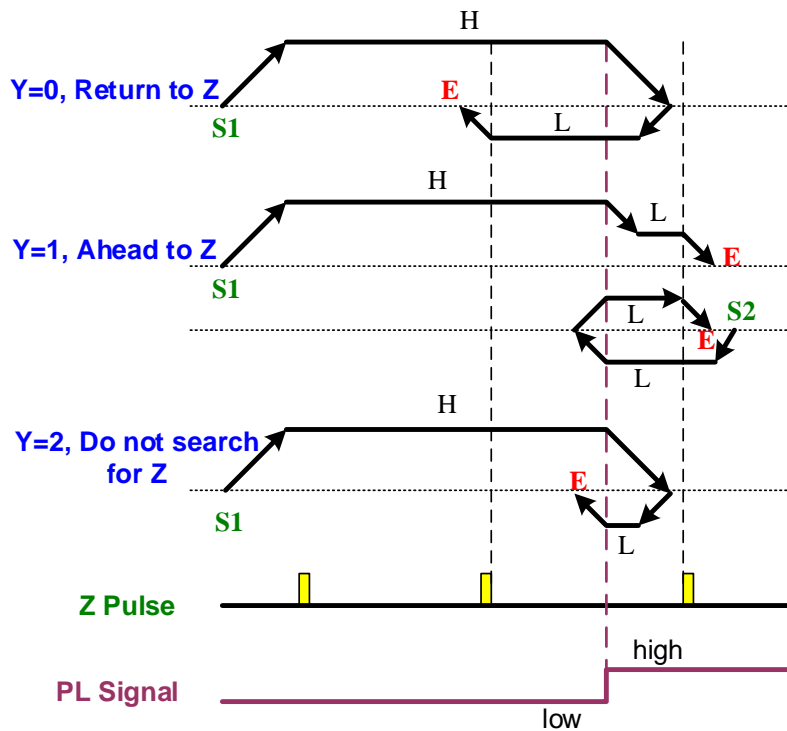 H
Y=0, Return to Z
E
S1
L
H
L
Y=1, Ahead to Z
E
S1
L
S2
E
L
H
Y=2, Do not search
for Z
E
S1
L
Z Pulse
high
PL Signal
low